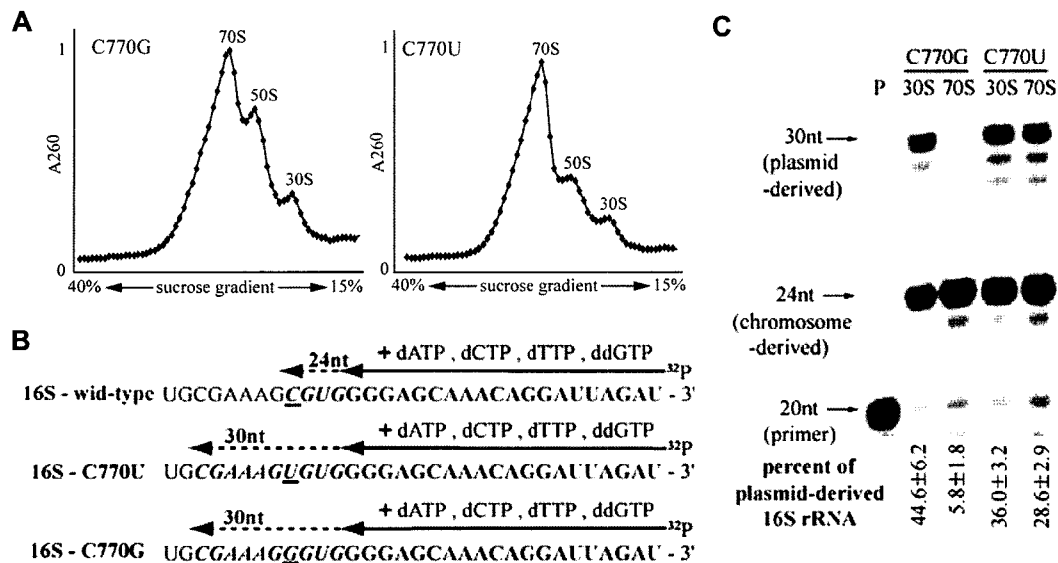 A
C770G
70S
50S
30S
1
0
A260
40% sucrose gradient 15%
C770U
70S
50S
30S
1
0
A260
40% sucrose gradient 15%
B
24nt + dATP , dCTP , dTTP , ddGTP
32P
16S - wid-type UGCGAAAGCGUGGGGAGCAAACAGGAUUAGAU - 3'
30nt + dATP , dCTP , dTTP , ddGTP
32P
16S - C770U UGCGAAAGUGUGGGGAGCAAACAGGAUUAGAU - 3'
30nt + dATP , dCTP , dTTP , ddGTP
32P
16S - C770G UGCGAAAGGGUGGGGAGCAAACAGGAUUAGAU - 3'
C
C770G C770U
P 30S 70S 30S 70S
30nt
(plasmid
-derived)
24nt
(chromosome
-derived)
20nt
(primer)
percent of
plasmid-derived
16S rRNA
44.6±6.2
5.8±1.8
36.0±3.2
28.6±2.9